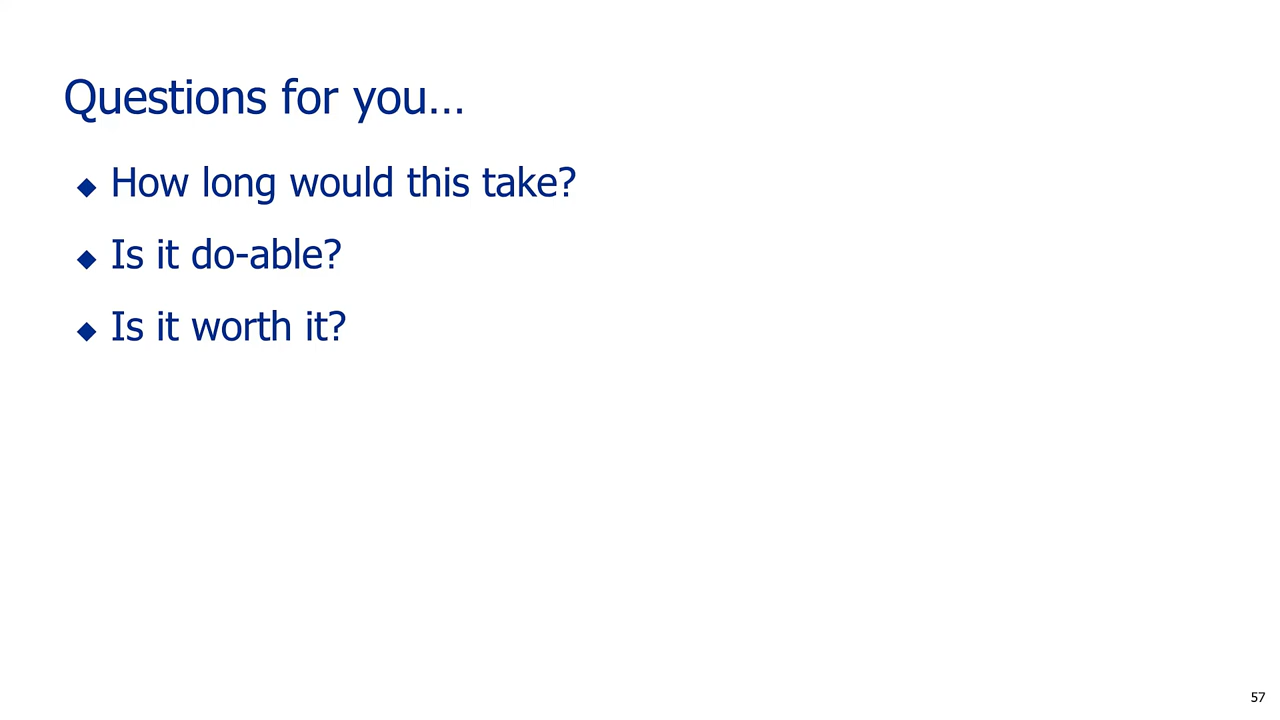 Questions for you…
◆ How long would this take?
◆ Is it do-able?
◆ Is it worth it?
57